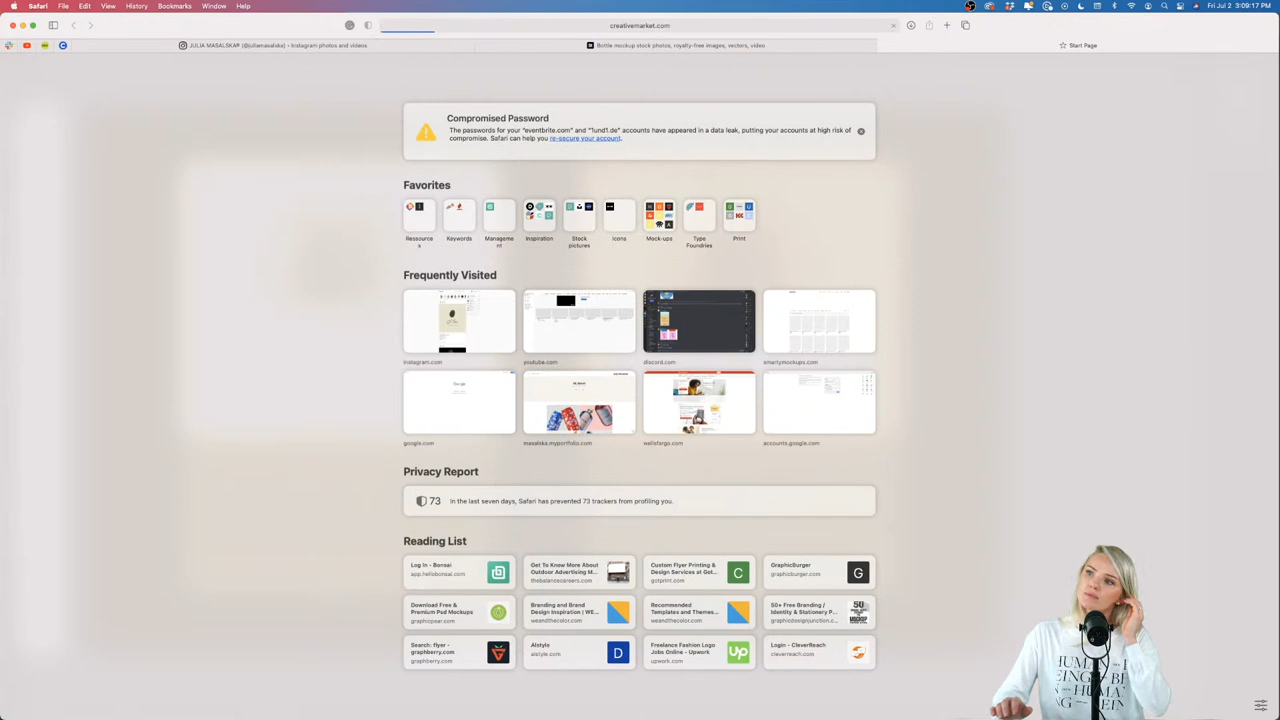 Safari File Edit View History Bookmarks Window Help
Fri Jul 2 3:09:17 PM
creativemarket.com
JULIA MASALSKA® (@juliamasalska) • Instagram photos and videos
Bottle mockup stock photos, royalty-free images, vectors, video
Start Page
Compromised Password
The passwords for your "eventbrite.com" and "1und1.de" accounts have appeared in a data leak, putting your accounts at high risk of
compromise. Safari can help you re-secure your account.
Favorites
Ressource
s
Keywords
Manageme
nt
Inspiration
Stock
pictures
Icons
Mock-ups
Type
Foundries
Print
Frequently Visited
instagram.com
youtube.com
discord.com
smartymockups.com
google.com
masalska.myportfolio.com
wellsfargo.com
accounts.google.com
Privacy Report
73 In the last seven days, Safari has prevented 73 trackers from profiling you.
Reading List
Log In - Bonsai
app.hellobonsai.com
Get To Know More About
Outdoor Advertising M...
thebalancecareers.com
Custom Flyer Printing &
Design Services at Got...
gotprint.com
C
GraphicBurger
graphicburger.com
G
Download Free &
Premium Psd Mockups
graphicpear.com
Branding and Brand
Design Inspiration | WE...
weandthecolor.com
Recommended
Templates and Themes...
weandthecolor.com
50+ Free Branding /
Identity & Stationery P...
graphicdesignjunction.c...
Search: flyer -
graphberry.com
graphberry.com
D
Freelance Fashion Logo
Jobs Online - Upwork
upwork.com
Up
Login - CleverReach
cleverreach.com